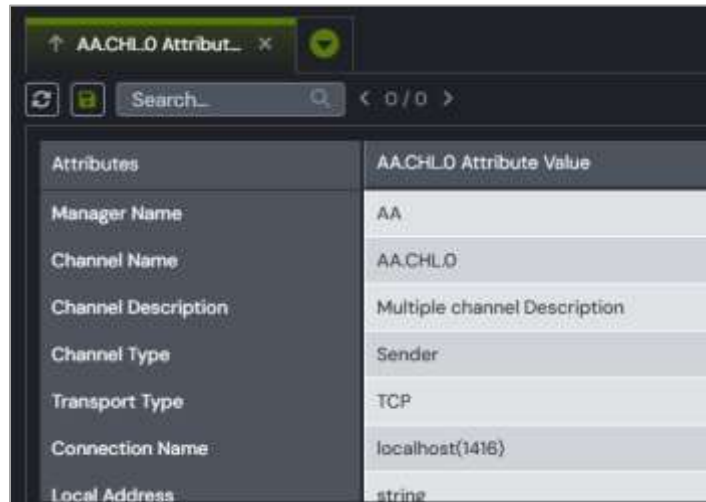 ↑ AA.CHL.0 Attribut... ×
Search... < 0/0 >
Attributes AA.CHL.0 Attribute Value
Manager Name AA
Channel Name AA.CHL.0
Channel Description Multiple channel Description
Channel Type Sender
Transport Type TCP
Connection Name localhost(1416)
Local Address string